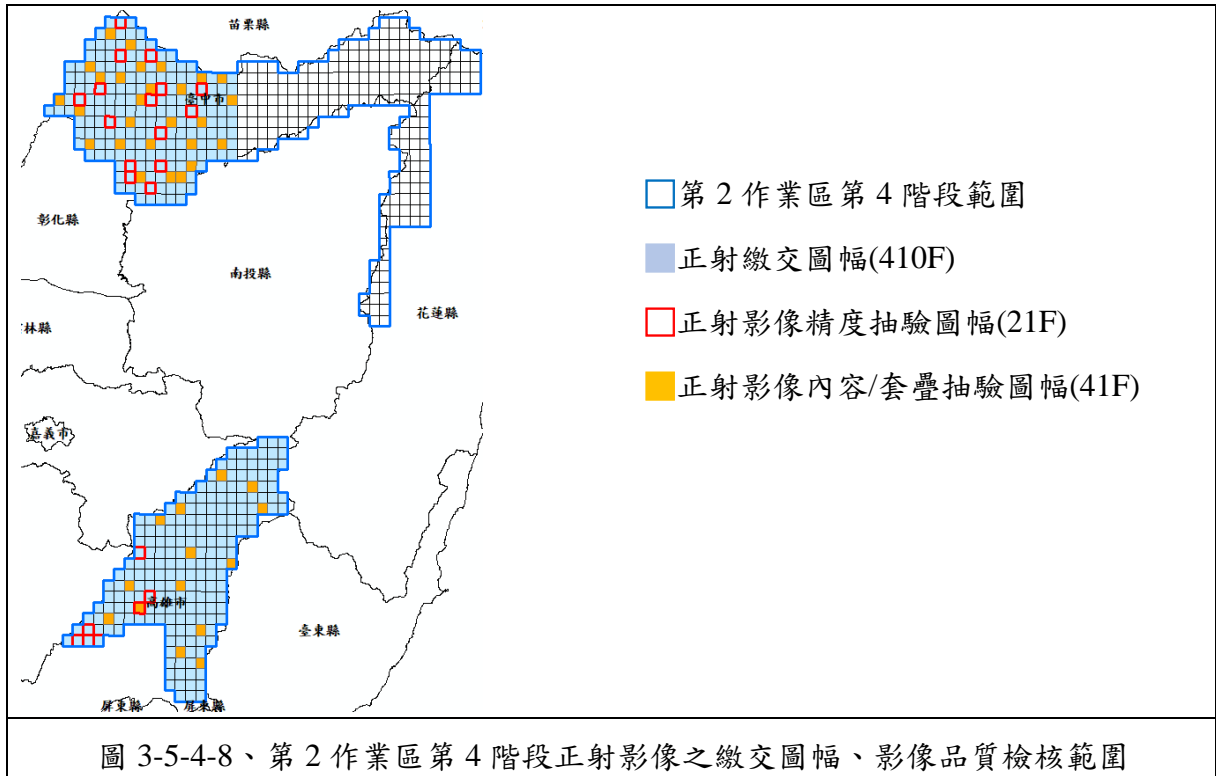 苗栗縣
臺中市
彰化縣
南投縣
花蓮縣
林縣
嘉義市
高雄市
臺東縣
屏東縣
屏東縣
第 2 作業區第 4 階段範圍
正射繳交圖幅(410F)
正射影像精度抽驗圖幅(21F)
正射影像內容/套疊抽驗圖幅(41F)
圖 3-5-4-8、第 2 作業區第 4 階段正射影像之繳交圖幅、影像品質檢核範圍